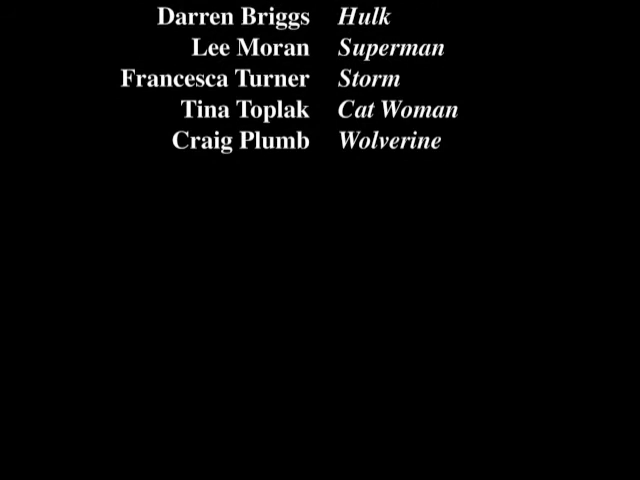 Darren Briggs Hulk
Lee Moran Superman
Francesca Turner Storm
Tina Toplak Cat Woman
Craig Plumb Wolverine